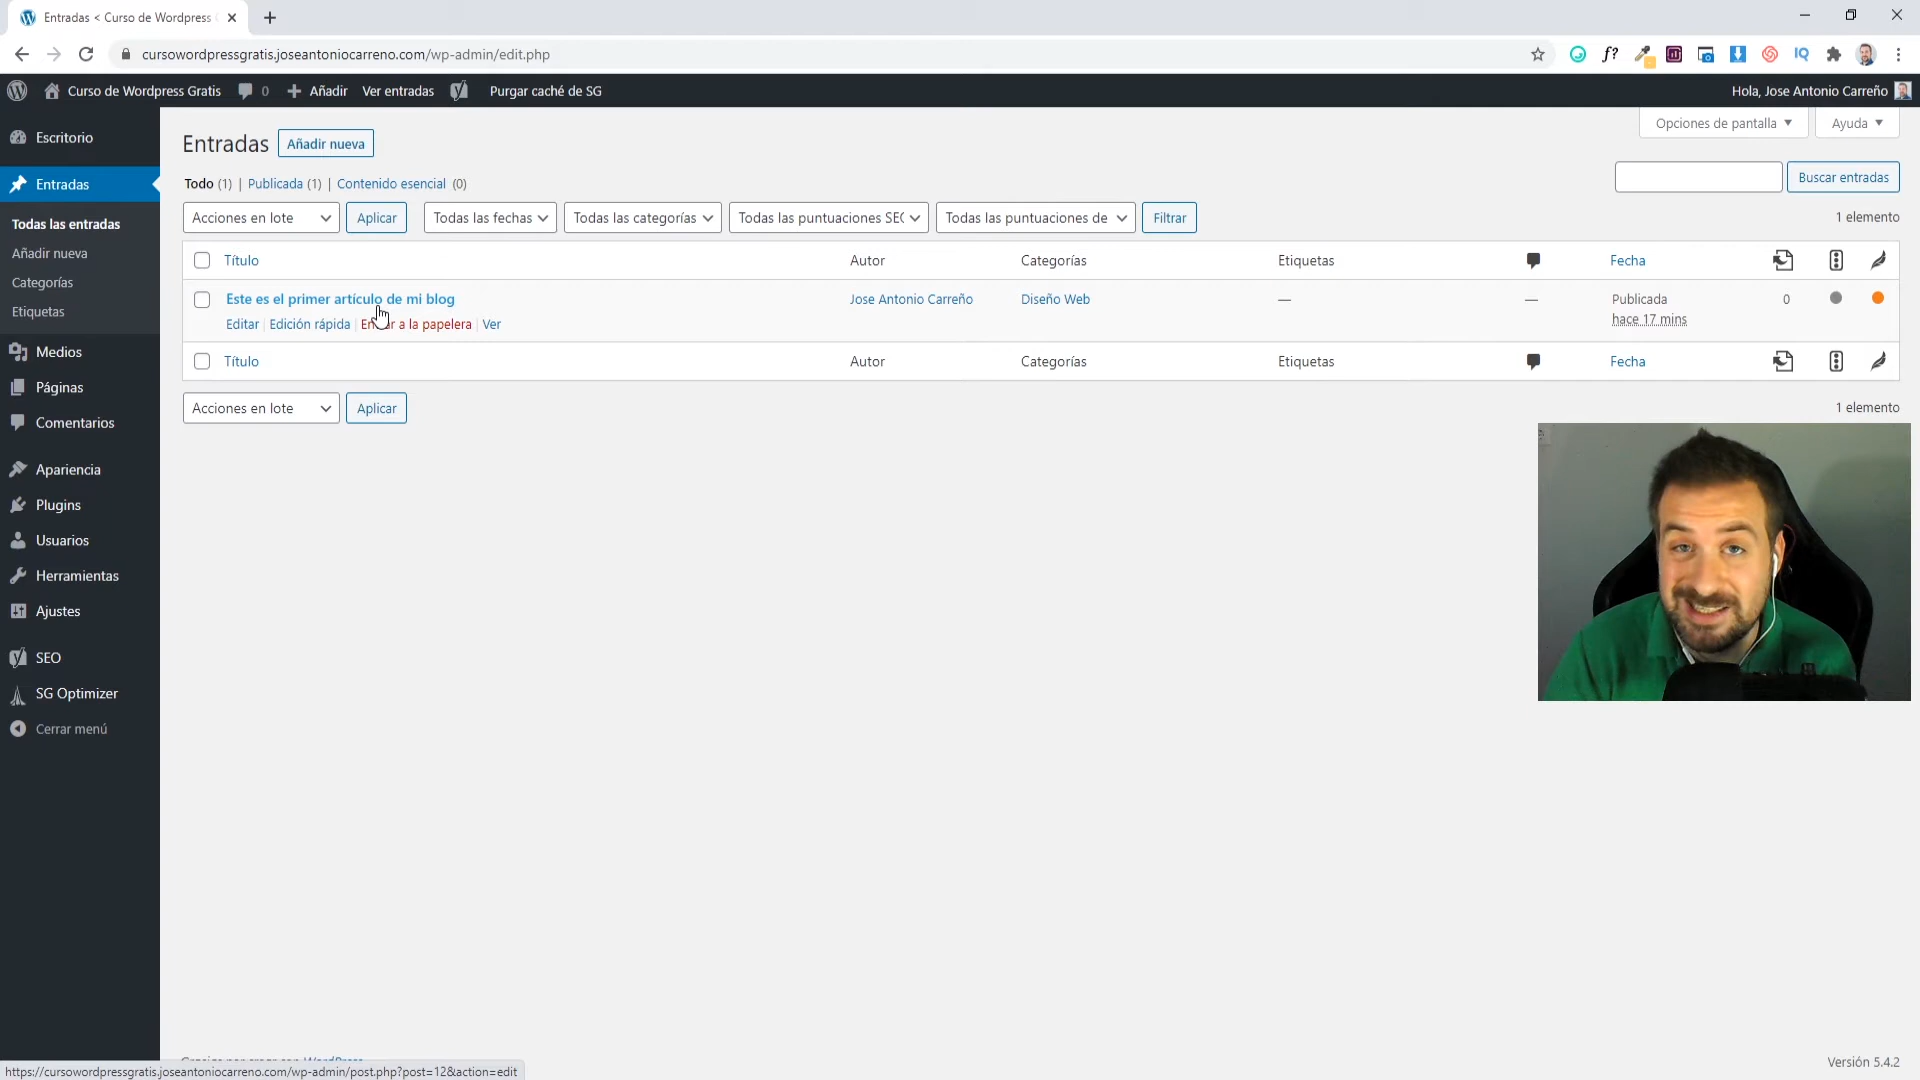 Entradas < Curso de Wordpress
cursowordpressgratis.joseantoniocarreno.com/wp-admin/edit.php
f?
IQ
Curso de Wordpress Gratis 0 Añadir Ver entradas Purgar caché de SG Hola, Jose Antonio Carreño
Escritorio
Entradas
Todas las entradas
Añadir nueva
Categorías
Etiquetas
Medios
Páginas
Comentarios
Apariencia
Plugins
Usuarios
Herramientas
Ajustes
SEO
SG Optimizer
Cerrar menú
Opciones de pantalla Ayuda
Entradas Añadir nueva
Todo (1) | Publicada (1) | Contenido esencial (0)
Buscar entradas
Acciones en lote Aplicar Todas las fechas Todas las categorías Todas las puntuaciones SEO Todas las puntuaciones de Filtrar
1 elemento
Título Autor Categorías Etiquetas Fecha
Este es el primer artículo de mi blog Jose Antonio Carreño Diseño Web — — Publicada 0
hace 17 mins
Editar | Edición rápida | a la papelera | Ver
Título Autor Categorías Etiquetas Fecha
Acciones en lote Aplicar
1 elemento
WordPress
Versión 5.4.2
https://cursowordpressgratis.joseantoniocarreno.com/wp-admin/post.php?post=12&action=edit